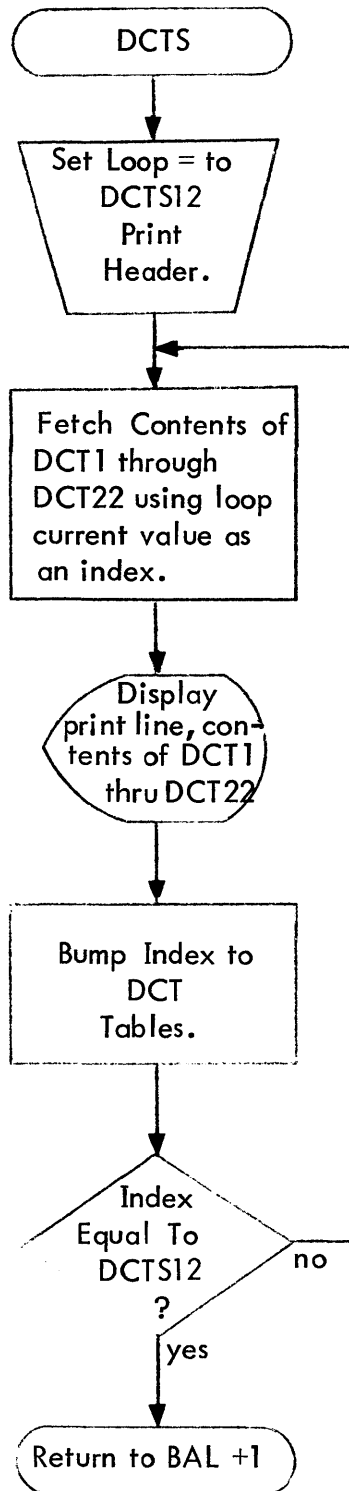 DCTS
Set Loop = to
DCTS12
Print
Header.
Fetch Contents of
DCT1 through
DCT22 using loop
current value as
an index.
Display
print line, con-
tents of DCT1
thru DCT22
Bump Index to
DCT
Tables.
Index
Equal To
DCTS12
?
no
yes
Return to BAL +1